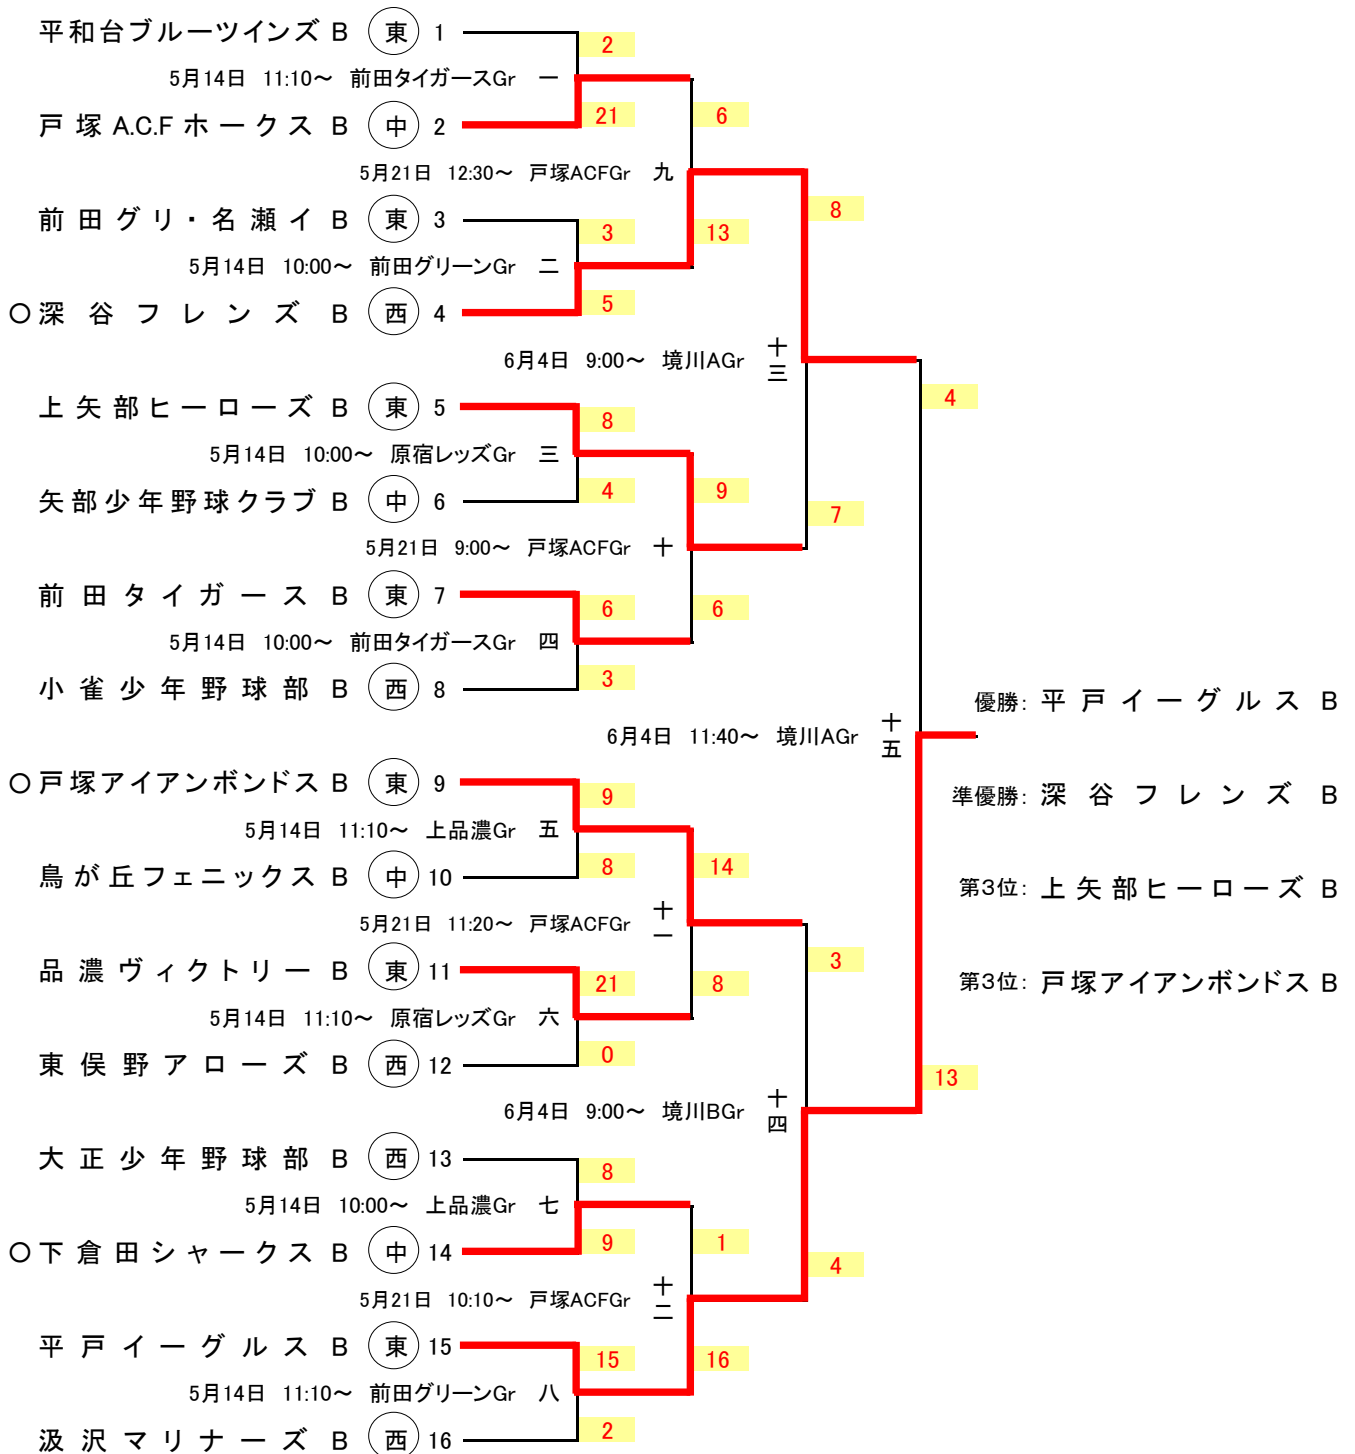 平和台ブルーツインズ B 東 1
2
5月14日 11:10～ 前田タイガースGr 一
戸塚A.C.Fホークス B 中 2
21
6
5月21日 12:30～ 戸塚ACFGr 九
前田グリ・名瀬イ B 東 3
3
13
8
5月14日 10:00～ 前田グリーンGr 二
○深谷フレンズ B 西 4
5
6月4日 9:00～ 境川AGr 十三
4
上矢部ヒーローズ B 東 5
8
5月14日 10:00～ 原宿レッズGr 三
矢部少年野球クラブ B 中 6
4
9
7
5月21日 9:00～ 戸塚ACFGr 十
前田タイガース B 東 7
6
6
5月14日 10:00～ 前田タイガースGr 四
小雀少年野球部 B 西 8
3
優勝: 平戸イーグルス B
6月4日 11:40～ 境川AGr 十五
○戸塚アイアンボンドス B 東 9
9
準優勝: 深谷フレンズ B
5月14日 11:10～ 上品濃Gr 五
鳥が丘フェニックス B 中 10
8
14
第3位: 上矢部ヒーローズ B
5月21日 11:20～ 戸塚ACFGr 十一
品濃ヴィクトリー B 東 11
21
8
3
第3位: 戸塚アイアンボンドス B
5月14日 11:10～ 原宿レッズGr 六
東俣野アローズ B 西 12
0
13
6月4日 9:00～ 境川BGr 十四
大正少年野球部 B 西 13
8
5月14日 10:00～ 上品濃Gr 七
○下倉田シャークス B 中 14
9
1
4
5月21日 10:10～ 戸塚ACFGr 十二
平戸イーグルス B 東 15
15
16
5月14日 11:10～ 前田グリーンGr 八
汲沢マリナーズ B 西 16
2